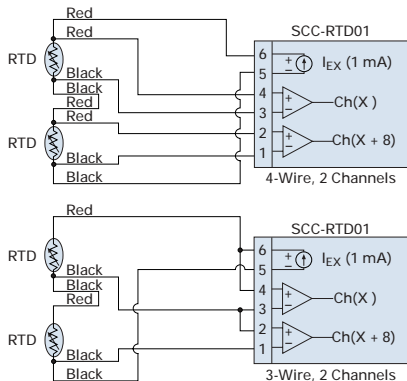 Red
Red
SCC-RTD01
RTD
6
+
−
I_EX (1 mA)
5
Black
Black
4
+
−
Ch(X )
3
Red
Red
RTD
2
+
−
Ch(X + 8)
1
Black
Black
4-Wire, 2 Channels
Red
SCC-RTD01
RTD
6
+
−
I_EX (1 mA)
5
Black
Black
4
+
−
Ch(X )
3
Red
RTD
2
+
−
Ch(X + 8)
1
Black
Black
3-Wire, 2 Channels